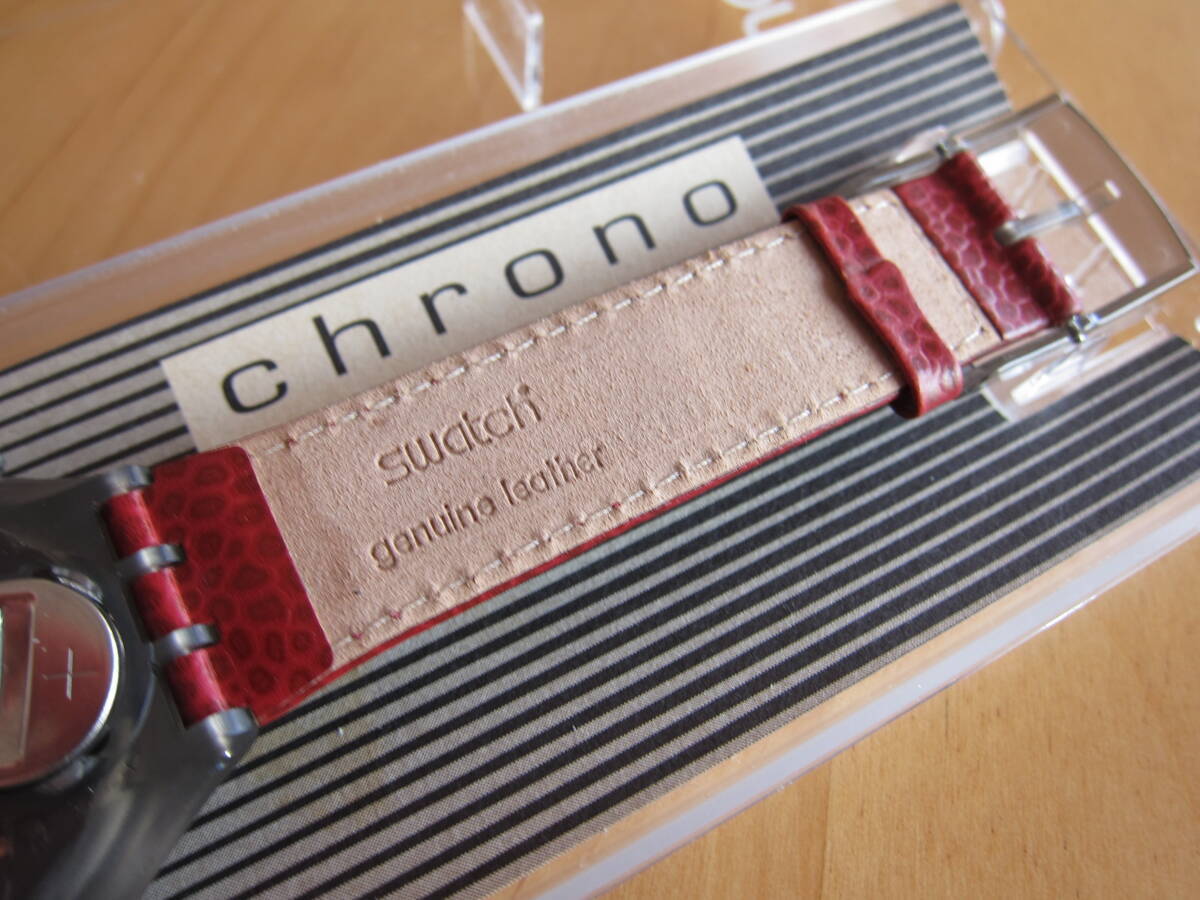 chrono
swatch
genuine leather
+